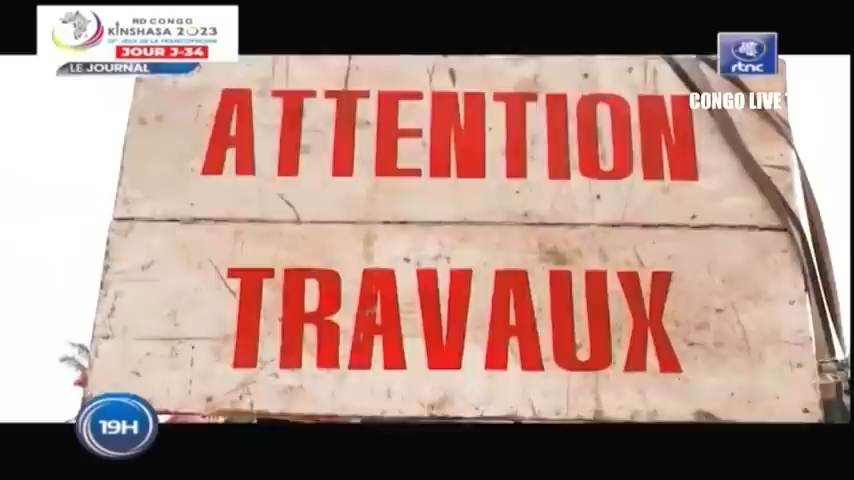 RD CONGO
KINSHASA 2023
JOUR J-34
LE JOURNAL
rtnc
CONGO LIVE
ATTENTION
TRAVAUX
19H